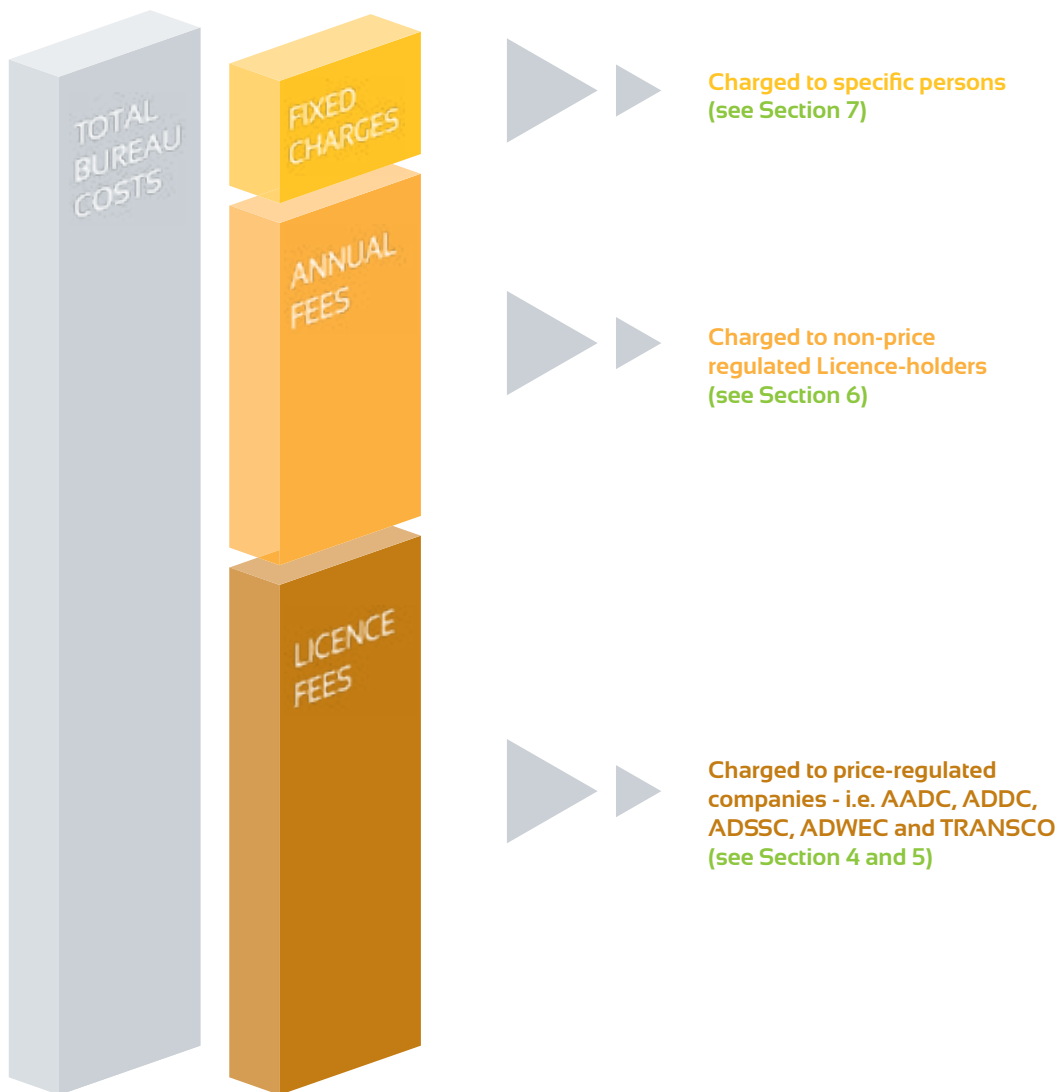 TOTAL
BUREAU
COSTS
FIXED
CHARGES
Charged to specific persons
(see Section 7)
ANNUAL
FEES
Charged to non-price
regulated Licence-holders
(see Section 6)
LICENCE
FEES
Charged to price-regulated
companies - i.e. AADC, ADDC,
ADSSC, ADWEC and TRANSCO
(see Section 4 and 5)